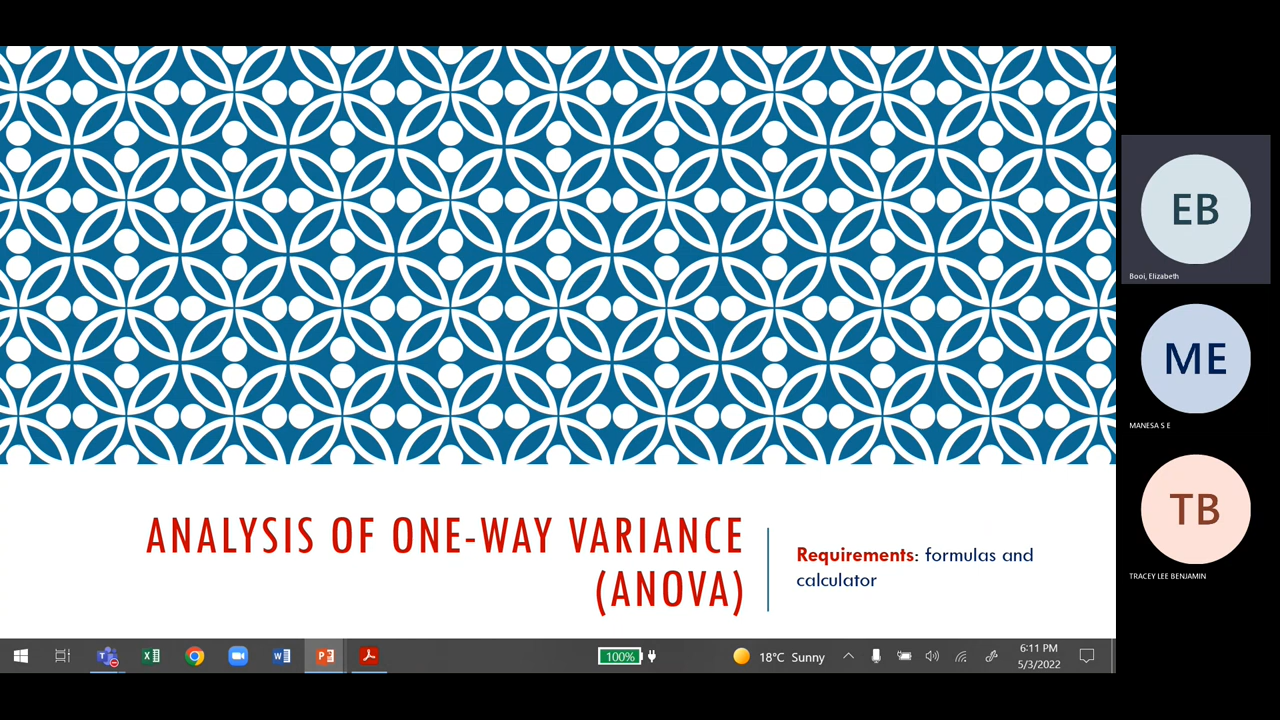 ANALYSIS OF ONE-WAY VARIANCE
(ANOVA)
Requirements: formulas and
calculator
EB
Booi, Elizabeth
ME
MANESA S E
TB
TRACEY LEE BENJAMIN
100%
18°C Sunny
6:11 PM
5/3/2022